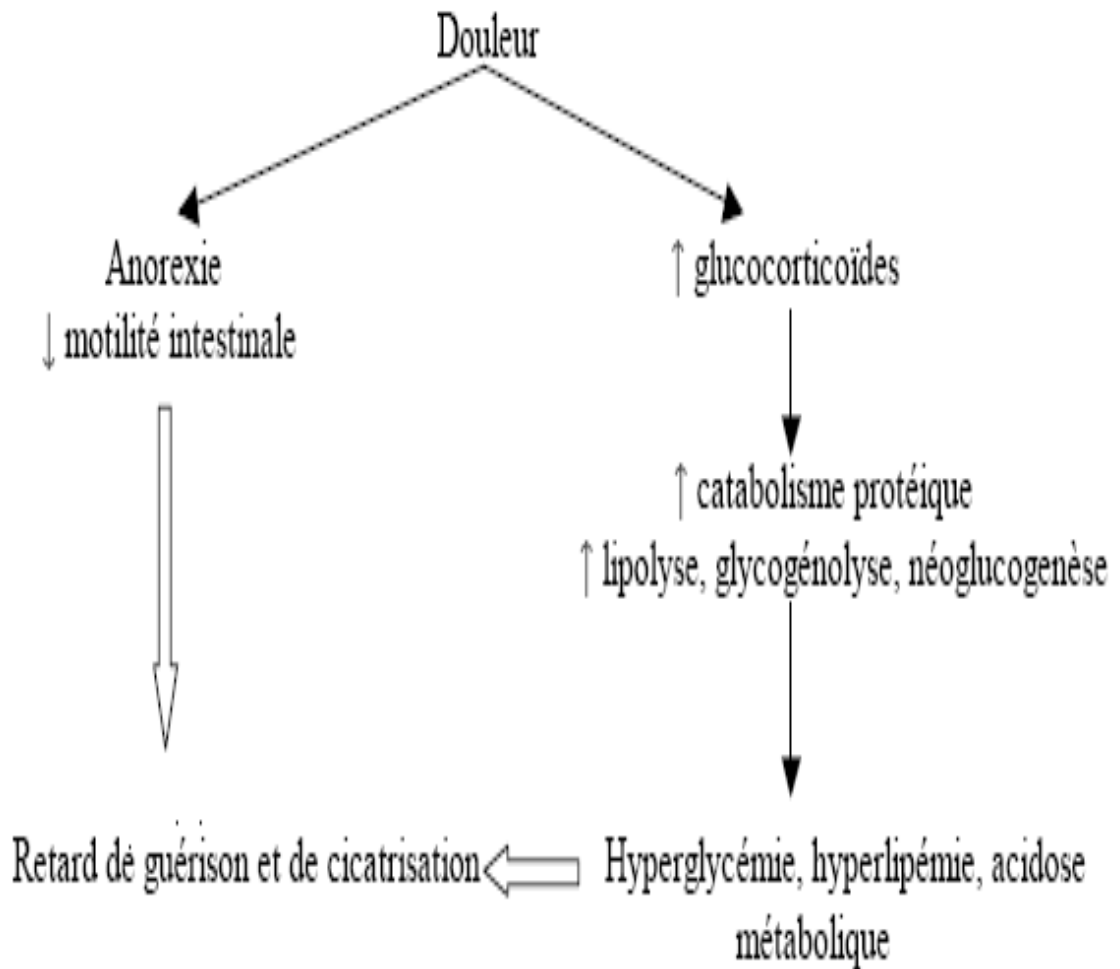 Douleur
Anorexie
↓ motilité intestinale
↑ glucocorticoïdes
↑ catabolisme protéique
↑ lipolyse, glycogénolyse, néoglucogenèse
Retard de guérison et de cicatrisation
Hyperglycémie, hyperlipémie, acidose
métabolique